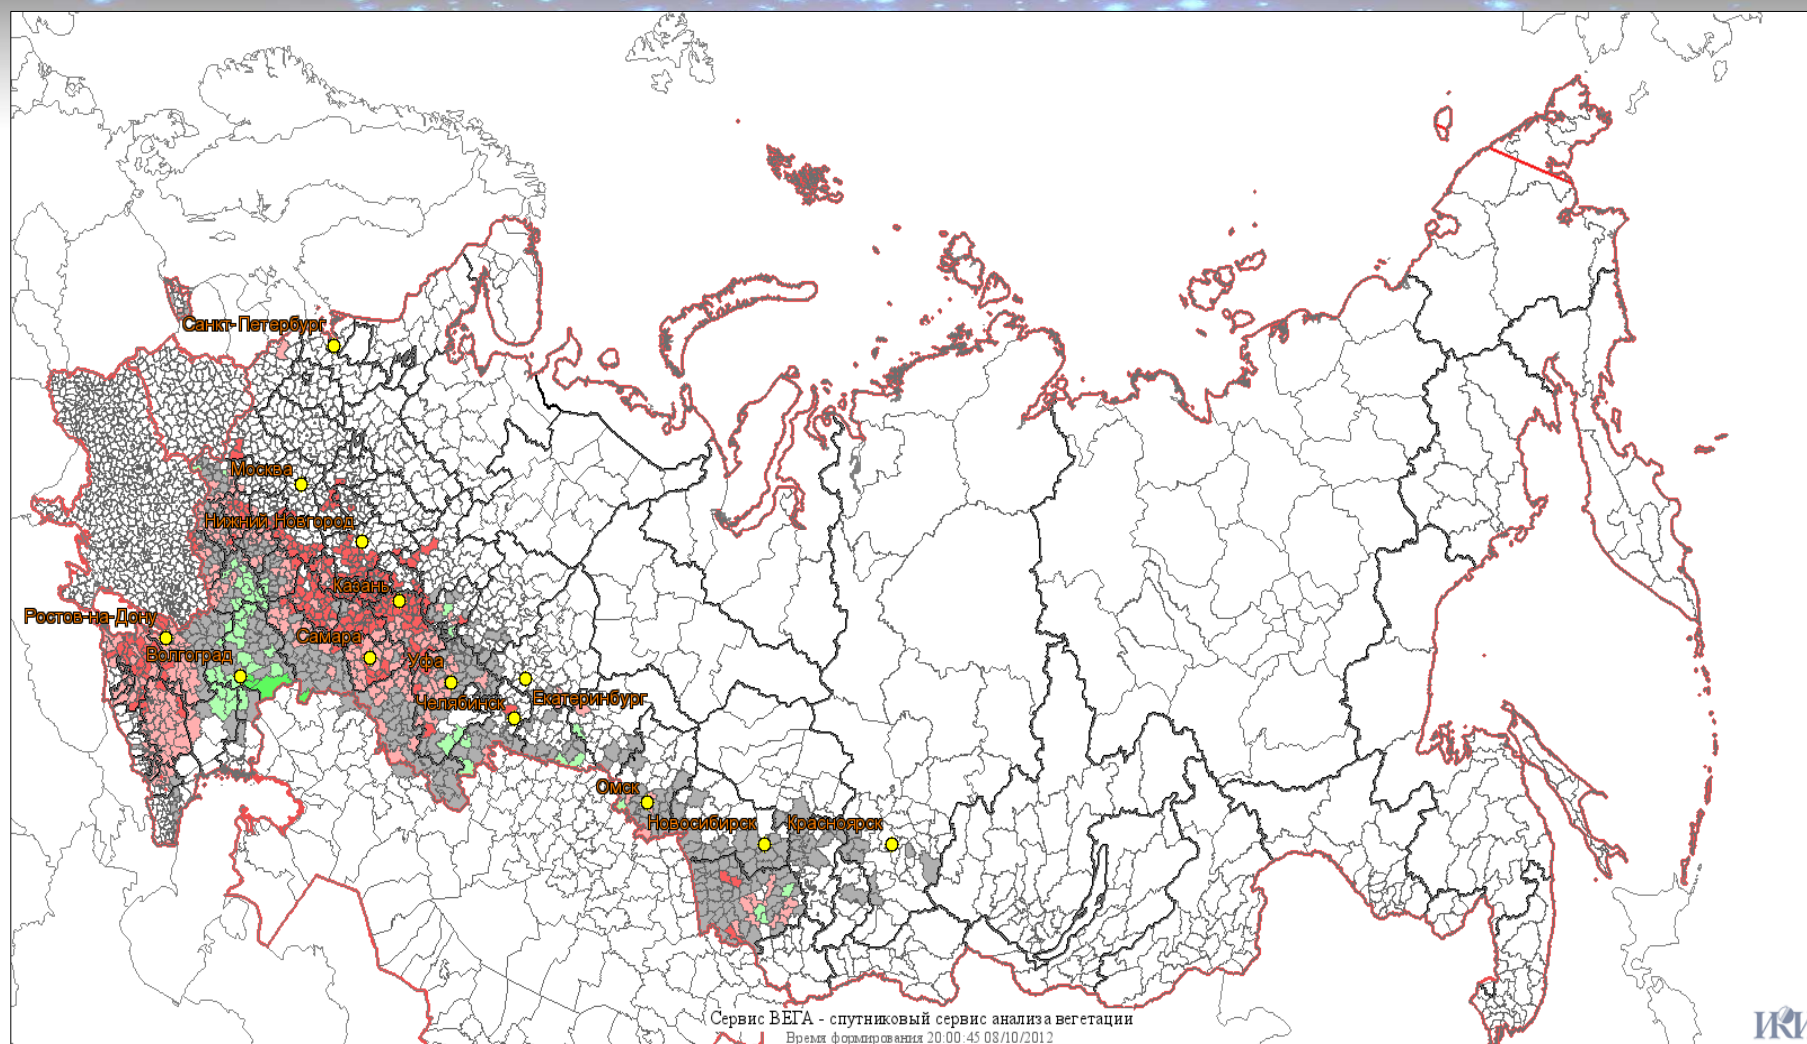 Санкт-Петербург
Москва
Нижний Новгород
Казань
Ростов-на-Дону
Самара
Волгоград
Уфа
Екатеринбург
Челябинск
Омск
Новосибирск
Красноярск
Сервис ВЕГА - спутниковый сервис анализа вегетации
Время формирования 20:00:45 08/10/2012
ИКИ